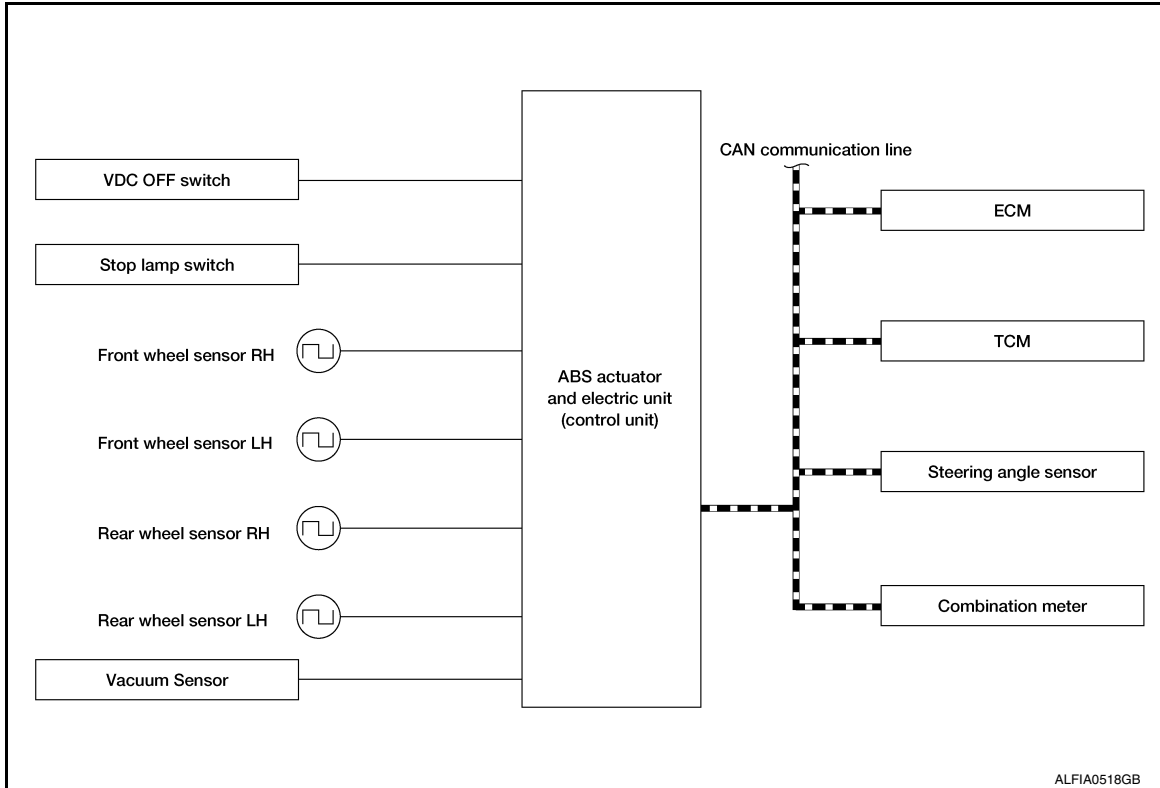 VDC OFF switch
Stop lamp switch
Front wheel sensor RH
Front wheel sensor LH
Rear wheel sensor RH
Rear wheel sensor LH
Vacuum Sensor
ABS actuator
and electric unit
(control unit)
CAN communication line
ECM
TCM
Steering angle sensor
Combination meter
ALFIA0518GB